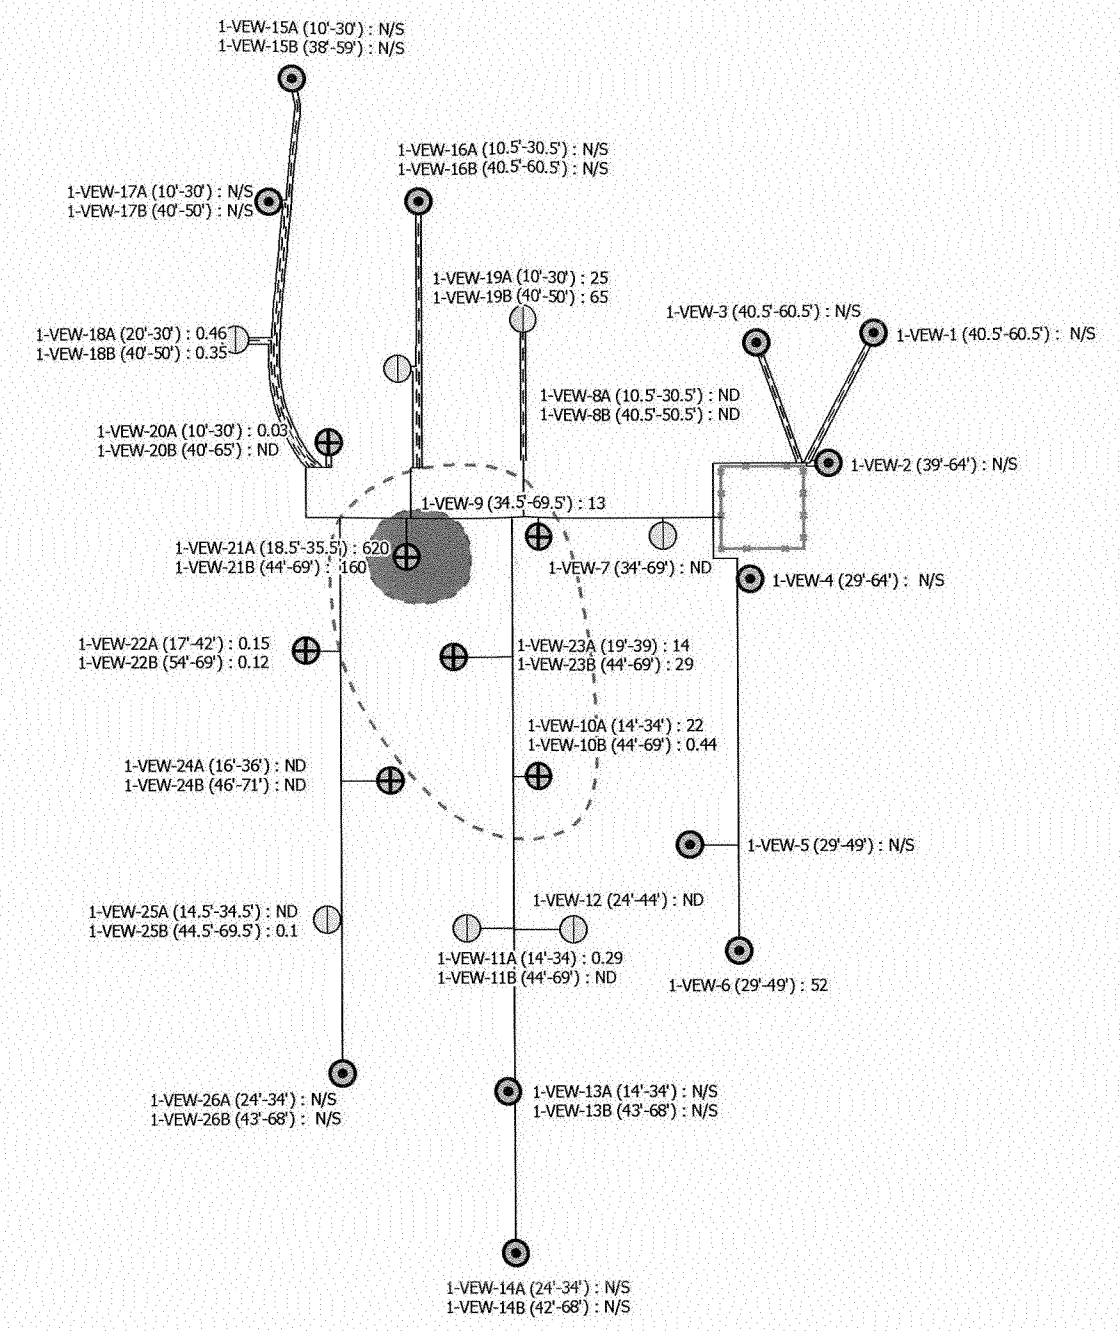 1-VEW-15A (10'-30') : N/S
1-VEW-15B (38'-59') : N/S
1-VEW-16A (10.5'-30.5') : N/S
1-VEW-16B (40.5'-60.5') : N/S
1-VEW-17A (10'-30') : N/S
1-VEW-17B (40'-50') : N/S
1-VEW-19A (10'-30') : 25
1-VEW-19B (40'-50') : 65
1-VEW-3 (40.5'-60.5') : N/S
1-VEW-1 (40.5'-60.5') : N/S
1-VEW-18A (20'-30') : 0.46
1-VEW-18B (40'-50') : 0.35
1-VEW-8A (10.5'-30.5') : ND
1-VEW-8B (40.5'-50.5') : ND
1-VEW-20A (10'-30') : 0.03
1-VEW-20B (40'-65') : ND
1-VEW-2 (39'-64') : N/S
1-VEW-9 (34.5'-69.5') : 13
1-VEW-21A (18.5'-35.5') : 620
1-VEW-21B (44'-69') : 160
1-VEW-7 (34'-69') : ND
1-VEW-4 (29'-64') : N/S
1-VEW-22A (17'-42') : 0.15
1-VEW-22B (54'-69') : 0.12
1-VEW-23A (19'-39) : 14
1-VEW-23B (44'-69') : 29
1-VEW-10A (14'-34') : 22
1-VEW-10B (44'-69') : 0.44
1-VEW-24A (16'-36') : ND
1-VEW-24B (46'-71') : ND
1-VEW-5 (29'-49') : N/S
1-VEW-12 (24'-44') : ND
1-VEW-25A (14.5'-34.5') : ND
1-VEW-25B (44.5'-69.5') : 0.1
1-VEW-11A (14'-34) : 0.29
1-VEW-11B (44'-69') : ND
1-VEW-6 (29'-49') : 52
1-VEW-26A (24'-34') : N/S
1-VEW-26B (43'-68') : N/S
1-VEW-13A (14'-34') : N/S
1-VEW-13B (43'-68') : N/S
1-VEW-14A (24'-34') : N/S
1-VEW-14B (42'-68') : N/S